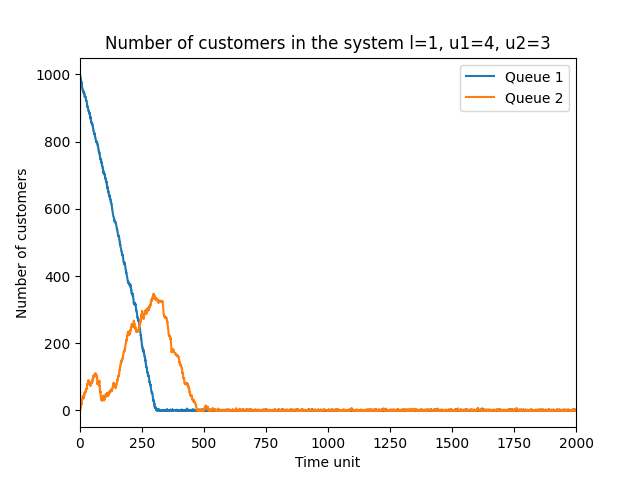 Number of customers in the system l=1, u1=4, u2=3
Number of customers
1000
800
600
400
200
0
Queue 1
Queue 2
0 250 500 750 1000 1250 1500 1750 2000
Time unit